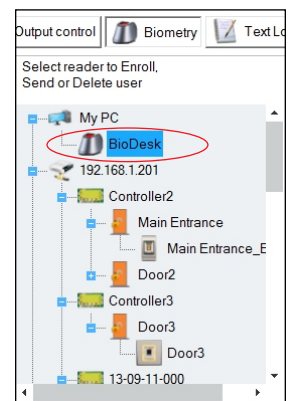 Output control Biometry Text Lo
Select reader to Enroll,
Send or Delete user
My PC
BioDesk
192.168.1.201
Controller2
Main Entrance
Main Entrance_E
Door2
Controller3
Door3
Door3
13-09-11-000